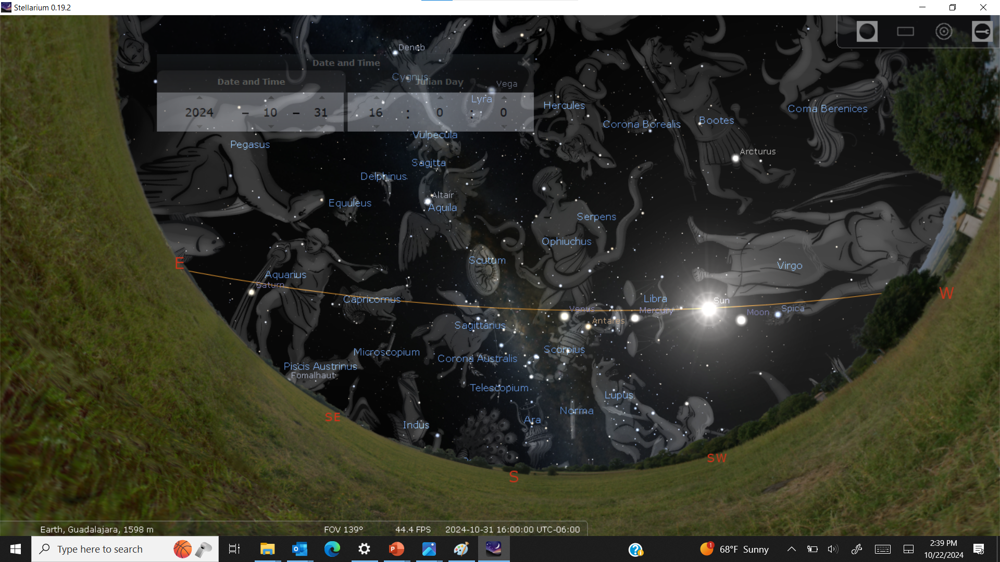 Stellarium 0.19.2
Deneb
Date and Time
Date and Time
Cygnus
Julian Day
Vega
Lyra
2024 - 10 - 31
16 : 0 : 0
Hercules
Coma Berenices
Corona Borealis
Bootes
Vulpecula
Pegasus
Arcturus
Sagitta
Delphinus
Altair
Equuleus
Aquila
Serpens
Ophiuchus
Scutum
E
Virgo
Aquarius
Saturn
W
Capricornus
Libra
Sun
Venus
Mercury
Moon
Spica
Antares
Sagittarius
Scorpius
Microscopium
Corona Australis
Piscis Austrinus
Fomalhaut
Telescopium
Lupus
Norma
SE
Ara
Indus
SW
S
Earth, Guadalajara, 1598 m
FOV 139°
44.4 FPS
2024-10-31 16:00:00 UTC-06:00
Type here to search
1
68°F Sunny
2:39 PM
10/22/2024